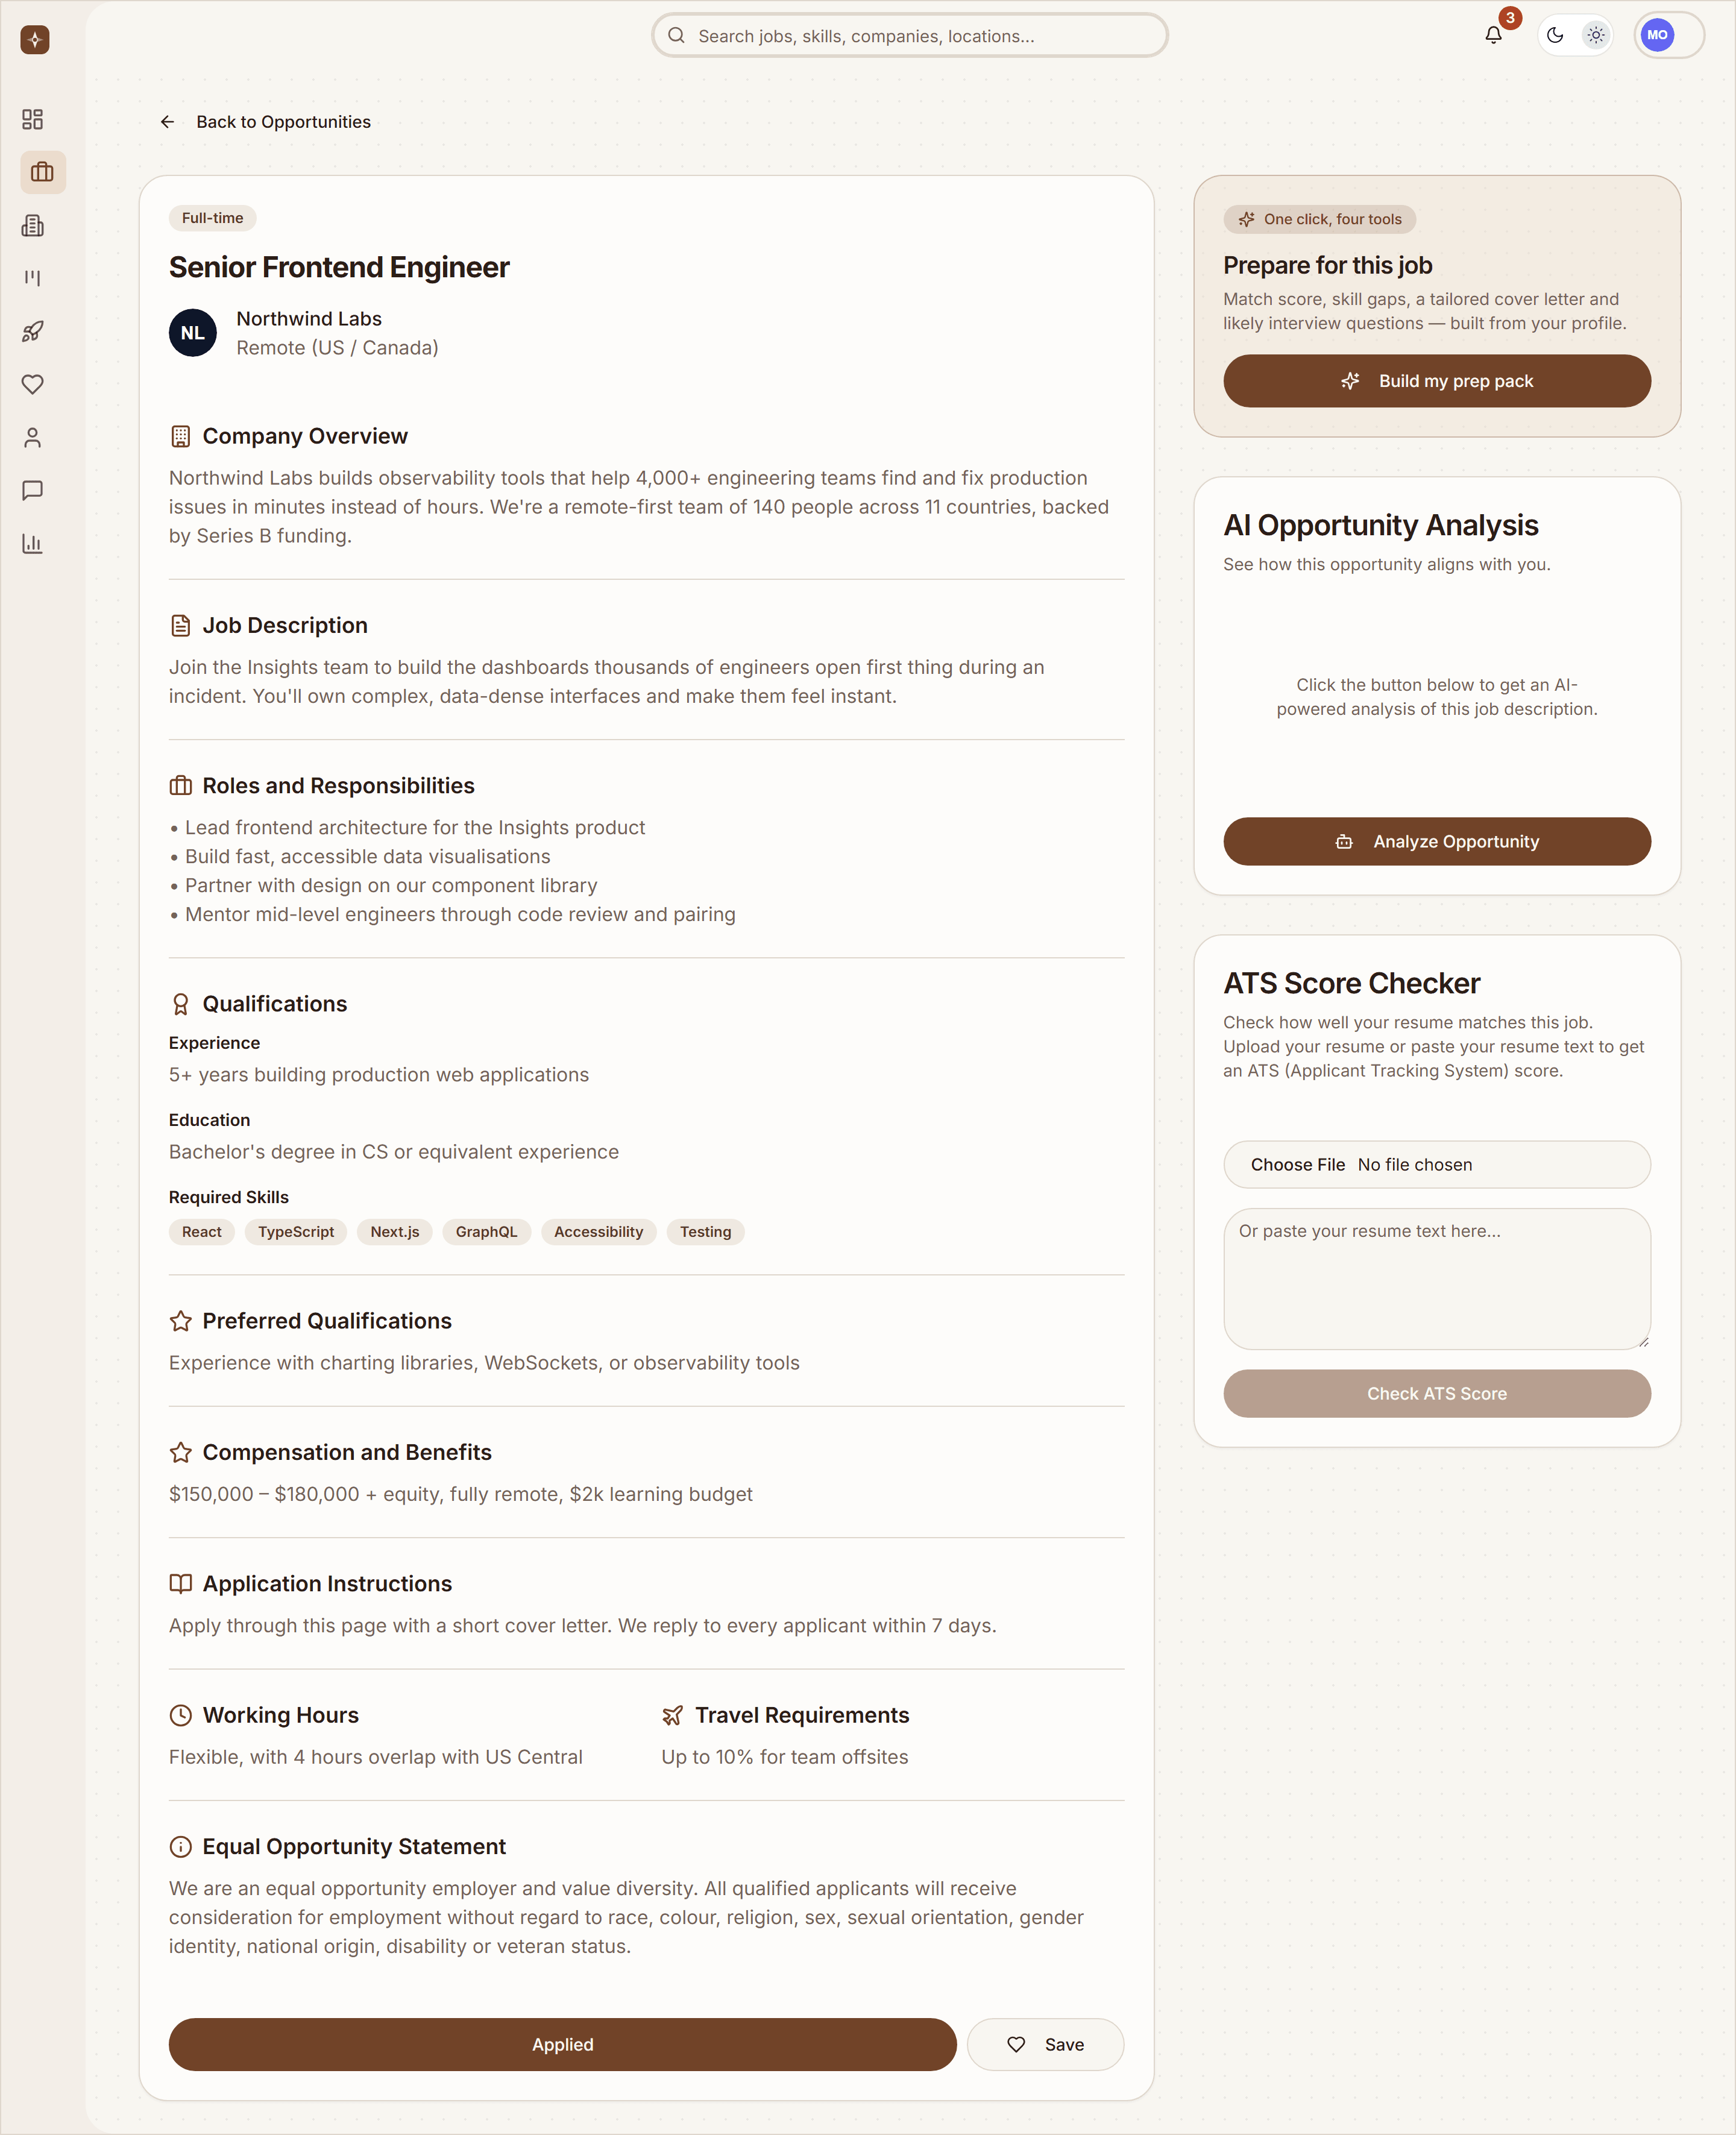 Search jobs, skills, companies, locations...
3
MO
Back to Opportunities
Full-time
Senior Frontend Engineer
NL
Northwind Labs
Remote (US / Canada)
Company Overview
Northwind Labs builds observability tools that help 4,000+ engineering teams find and fix production
issues in minutes instead of hours. We're a remote-first team of 140 people across 11 countries, backed
by Series B funding.
Job Description
Join the Insights team to build the dashboards thousands of engineers open first thing during an
incident. You'll own complex, data-dense interfaces and make them feel instant.
Roles and Responsibilities
• Lead frontend architecture for the Insights product
• Build fast, accessible data visualisations
• Partner with design on our component library
• Mentor mid-level engineers through code review and pairing
Qualifications
Experience
5+ years building production web applications
Education
Bachelor's degree in CS or equivalent experience
Required Skills
React TypeScript Next.js GraphQL Accessibility Testing
Preferred Qualifications
Experience with charting libraries, WebSockets, or observability tools
Compensation and Benefits
$150,000 – $180,000 + equity, fully remote, $2k learning budget
Application Instructions
Apply through this page with a short cover letter. We reply to every applicant within 7 days.
Working Hours
Flexible, with 4 hours overlap with US Central
Travel Requirements
Up to 10% for team offsites
Equal Opportunity Statement
We are an equal opportunity employer and value diversity. All qualified applicants will receive
consideration for employment without regard to race, colour, religion, sex, sexual orientation, gender
identity, national origin, disability or veteran status.
Applied
Save
One click, four tools
Prepare for this job
Match score, skill gaps, a tailored cover letter and
likely interview questions — built from your profile.
Build my prep pack
AI Opportunity Analysis
See how this opportunity aligns with you.
Click the button below to get an AI-
powered analysis of this job description.
Analyze Opportunity
ATS Score Checker
Check how well your resume matches this job.
Upload your resume or paste your resume text to get
an ATS (Applicant Tracking System) score.
Choose File No file chosen
Or paste your resume text here...
Check ATS Score